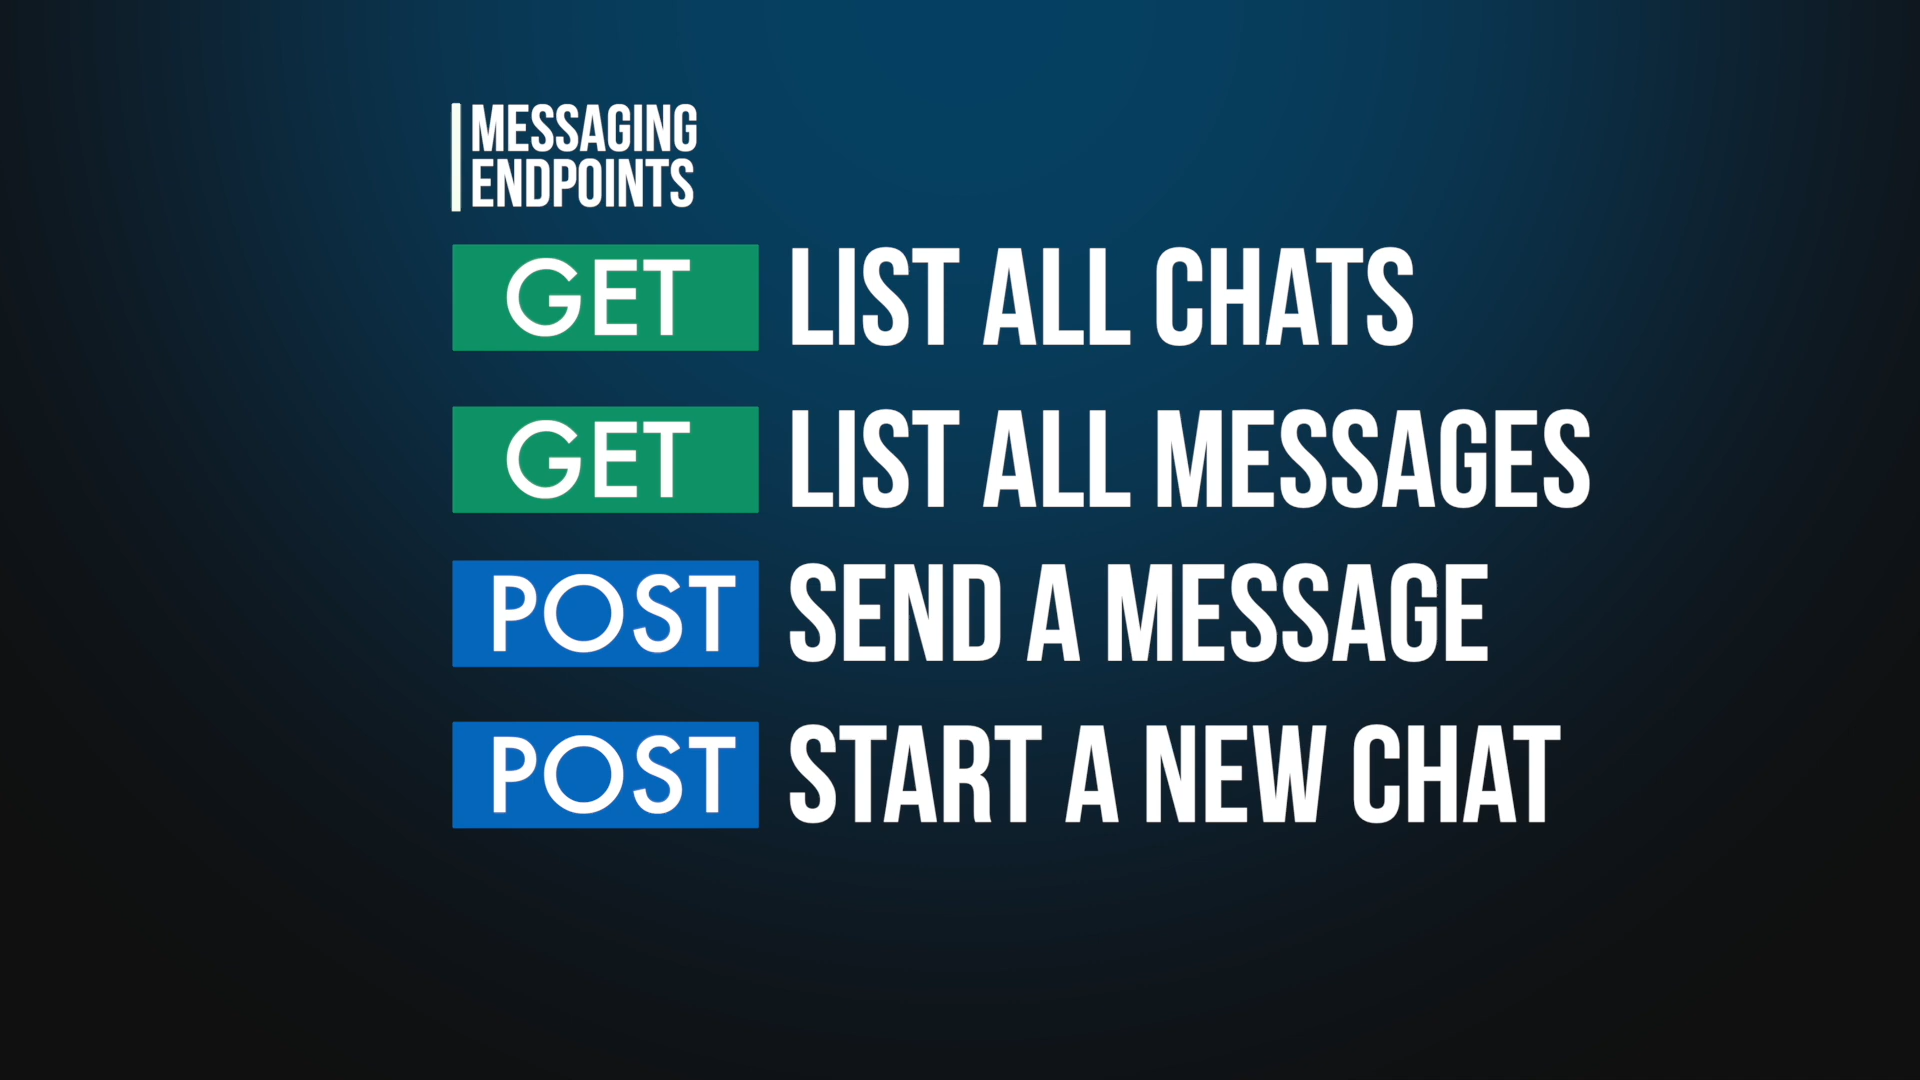 MESSAGING
ENDPOINTS
GET LIST ALL CHATS
GET LIST ALL MESSAGES
POST SEND A MESSAGE
POST START A NEW CHAT